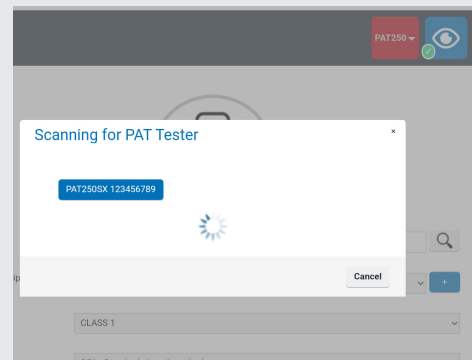 PAT250
Scanning for PAT Tester
×
PAT250SX 123456789
+
Cancel
CLASS 1